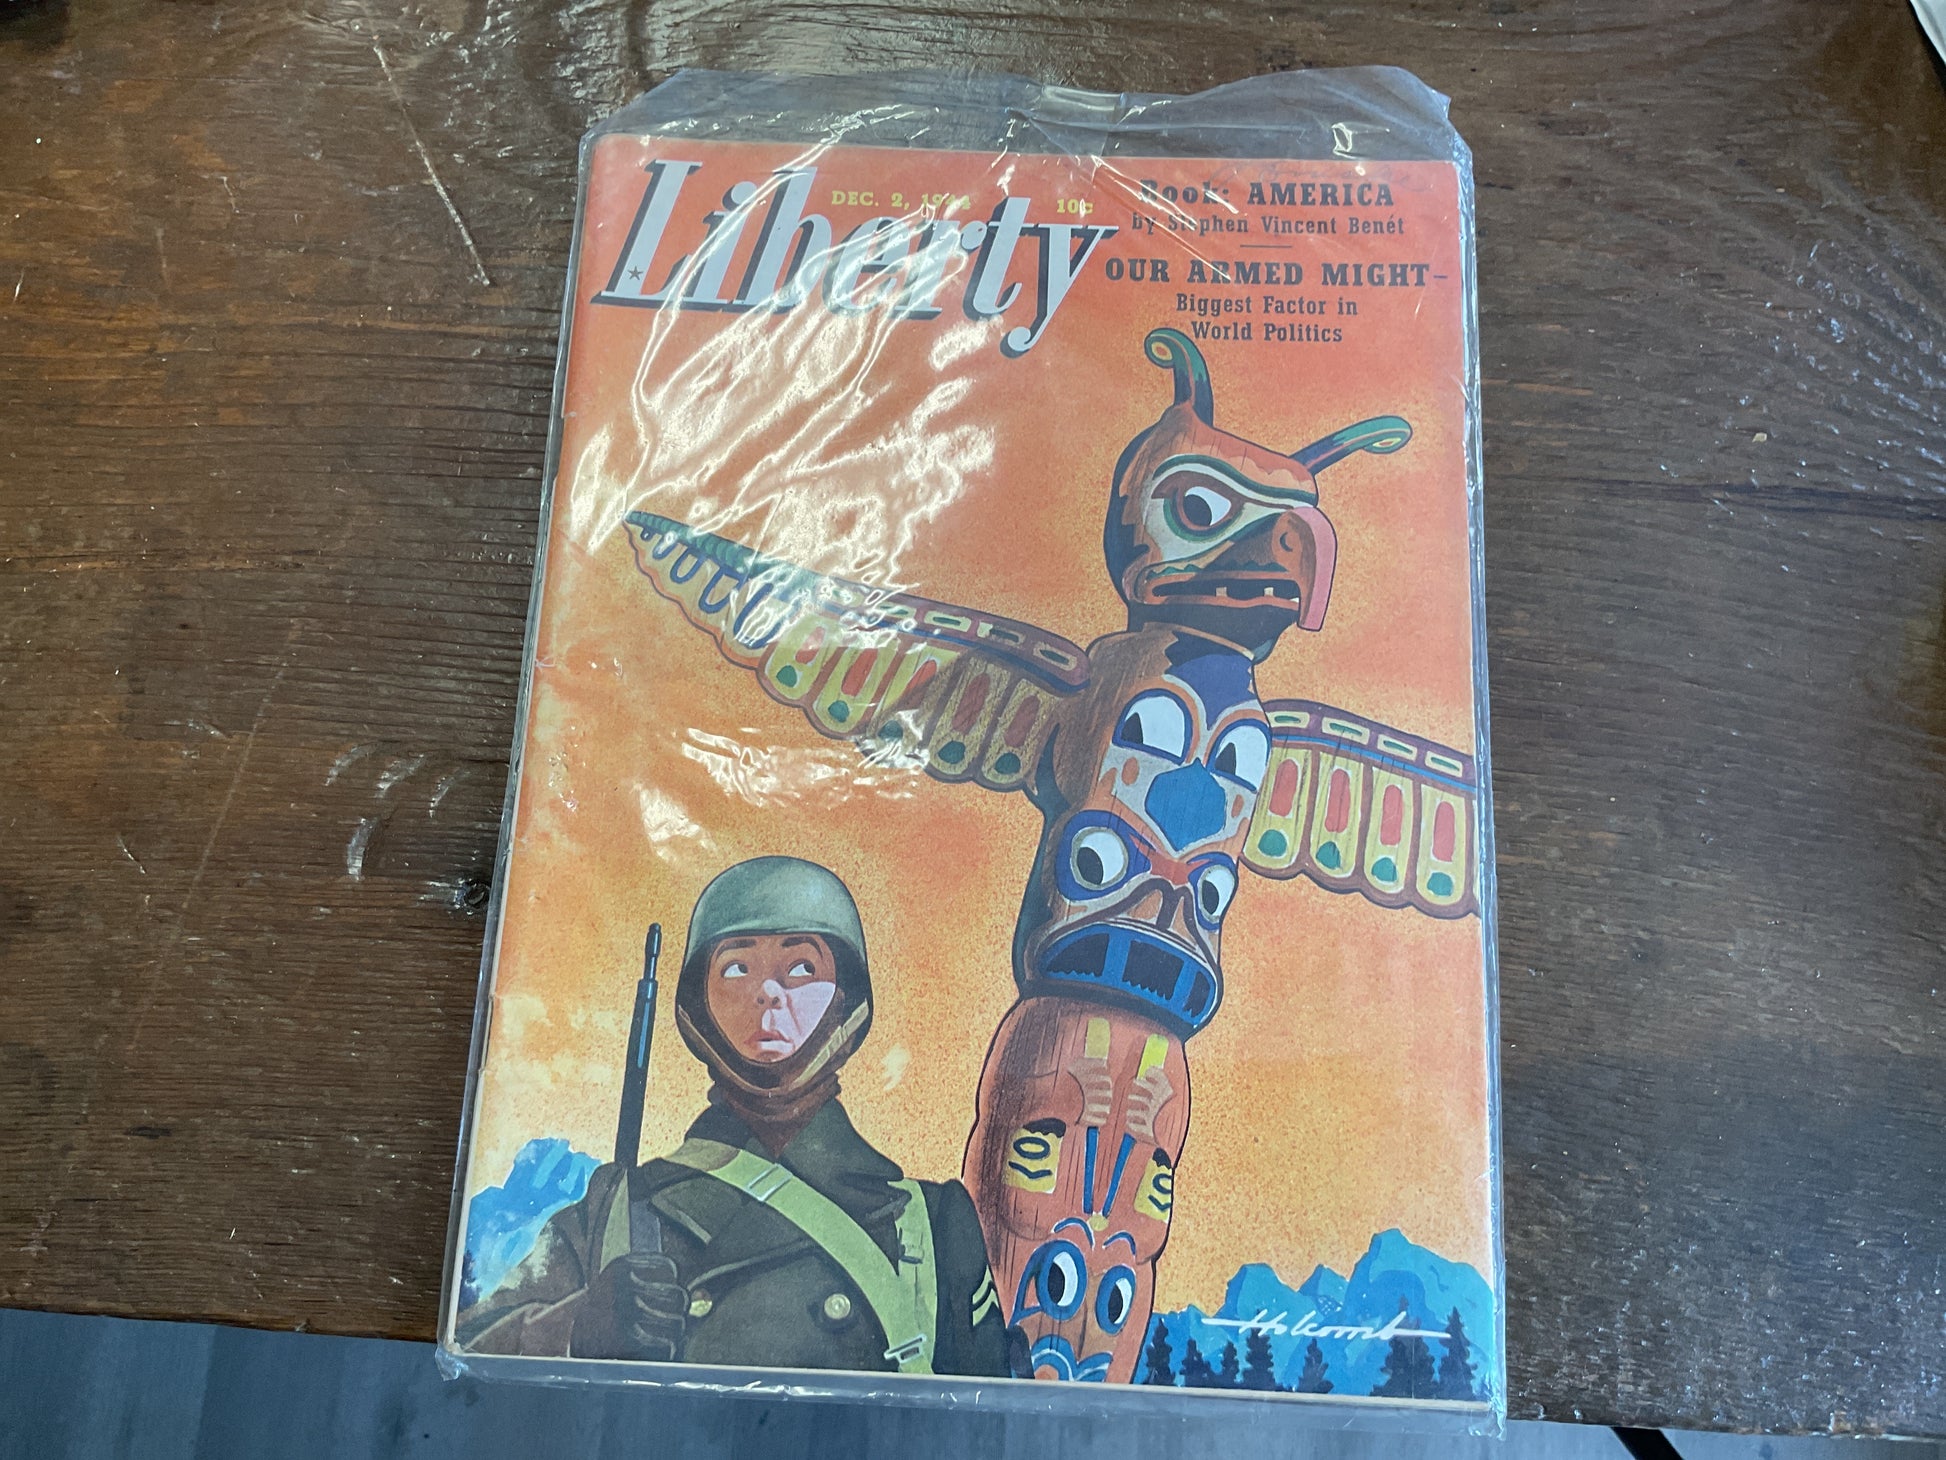 Liberty
DEC. 2, 1944 10¢
Book: AMERICA
by Stephen Vincent Benét
OUR ARMED MIGHT–
Biggest Factor in
World Politics
Holcomb